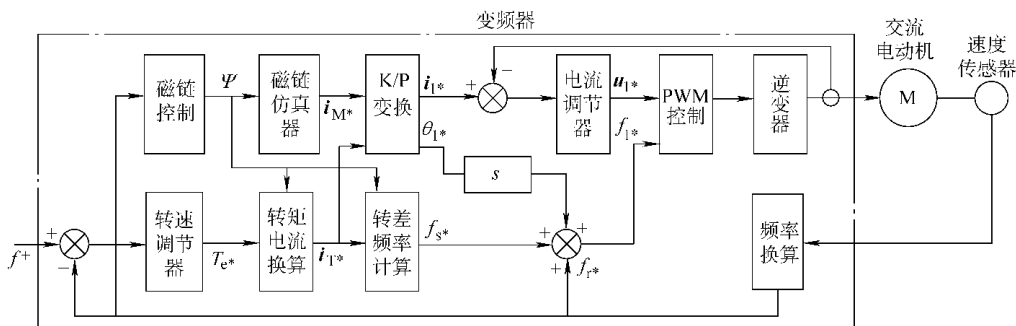 变频器
交流
电动机
速度
传感器
磁链
控制
Ψ
磁链
仿真
器
i_M*
K/P
变换
i_1*
θ_1*
+
−
电流
调节
器
u_1*
f_1*
PWM
控制
逆
变
器
M
s
f+
+
−
转速
调节
器
T_e*
转矩
电流
换算
i_T*
转差
频率
计算
f_s*
+
+
+
f_r*
频率
换算